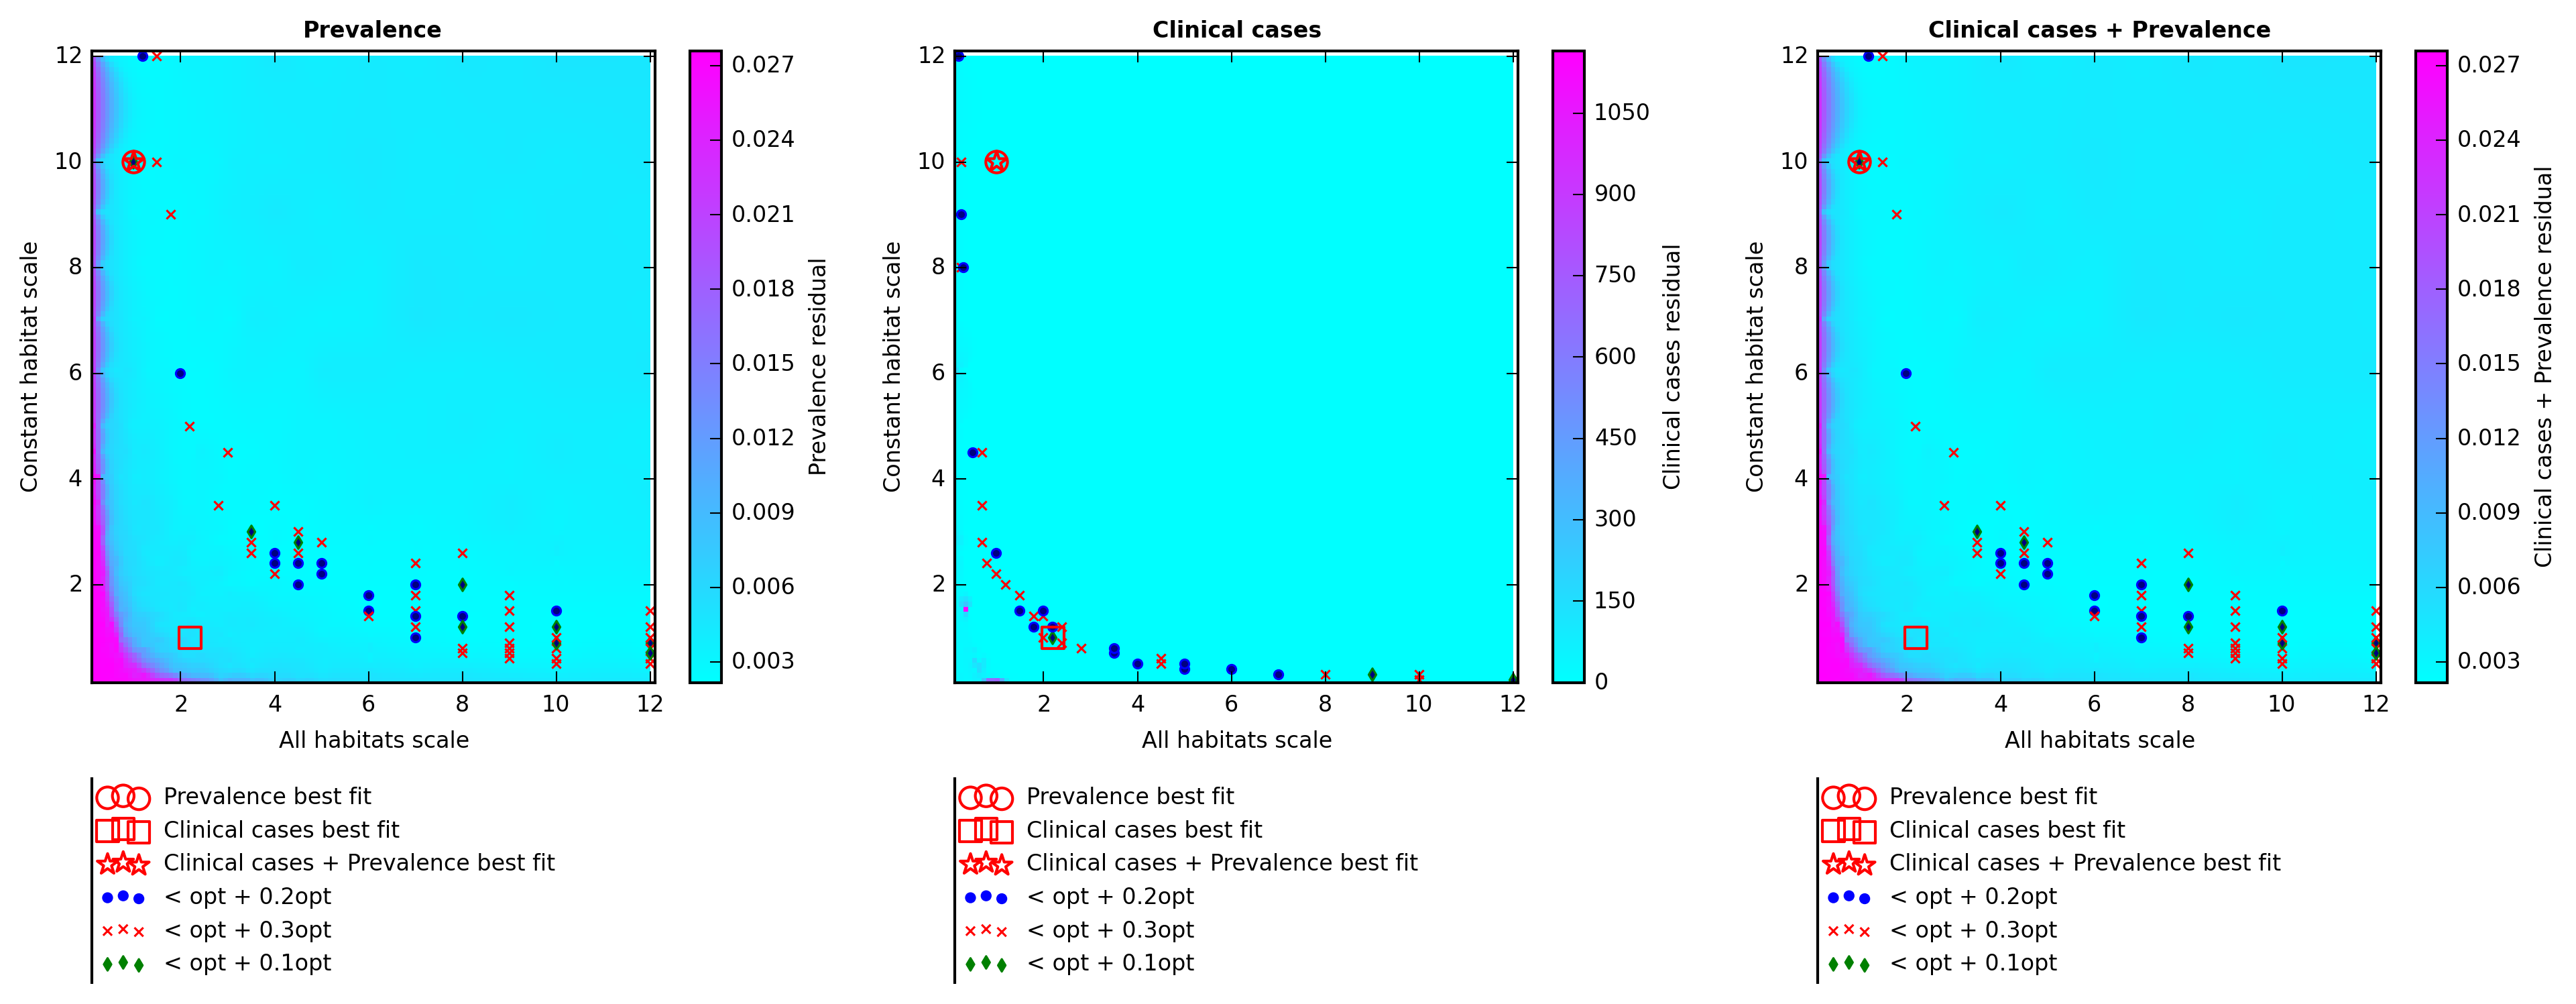 Prevalence
12
10
8
6
4
2
2 4 6 8 10 12
Constant habitat scale
All habitats scale
0.027
0.024
0.021
0.018
0.015
0.012
0.009
0.006
0.003
Prevalence residual
Prevalence best fit
Clinical cases best fit
Clinical cases + Prevalence best fit
< opt + 0.2opt
< opt + 0.3opt
< opt + 0.1opt
Clinical cases
12
10
8
6
4
2
2 4 6 8 10 12
Constant habitat scale
All habitats scale
1050
900
750
600
450
300
150
0
Clinical cases residual
Prevalence best fit
Clinical cases best fit
Clinical cases + Prevalence best fit
< opt + 0.2opt
< opt + 0.3opt
< opt + 0.1opt
Clinical cases + Prevalence
12
10
8
6
4
2
2 4 6 8 10 12
Constant habitat scale
All habitats scale
0.027
0.024
0.021
0.018
0.015
0.012
0.009
0.006
0.003
Clinical cases + Prevalence residual
Prevalence best fit
Clinical cases best fit
Clinical cases + Prevalence best fit
< opt + 0.2opt
< opt + 0.3opt
< opt + 0.1opt